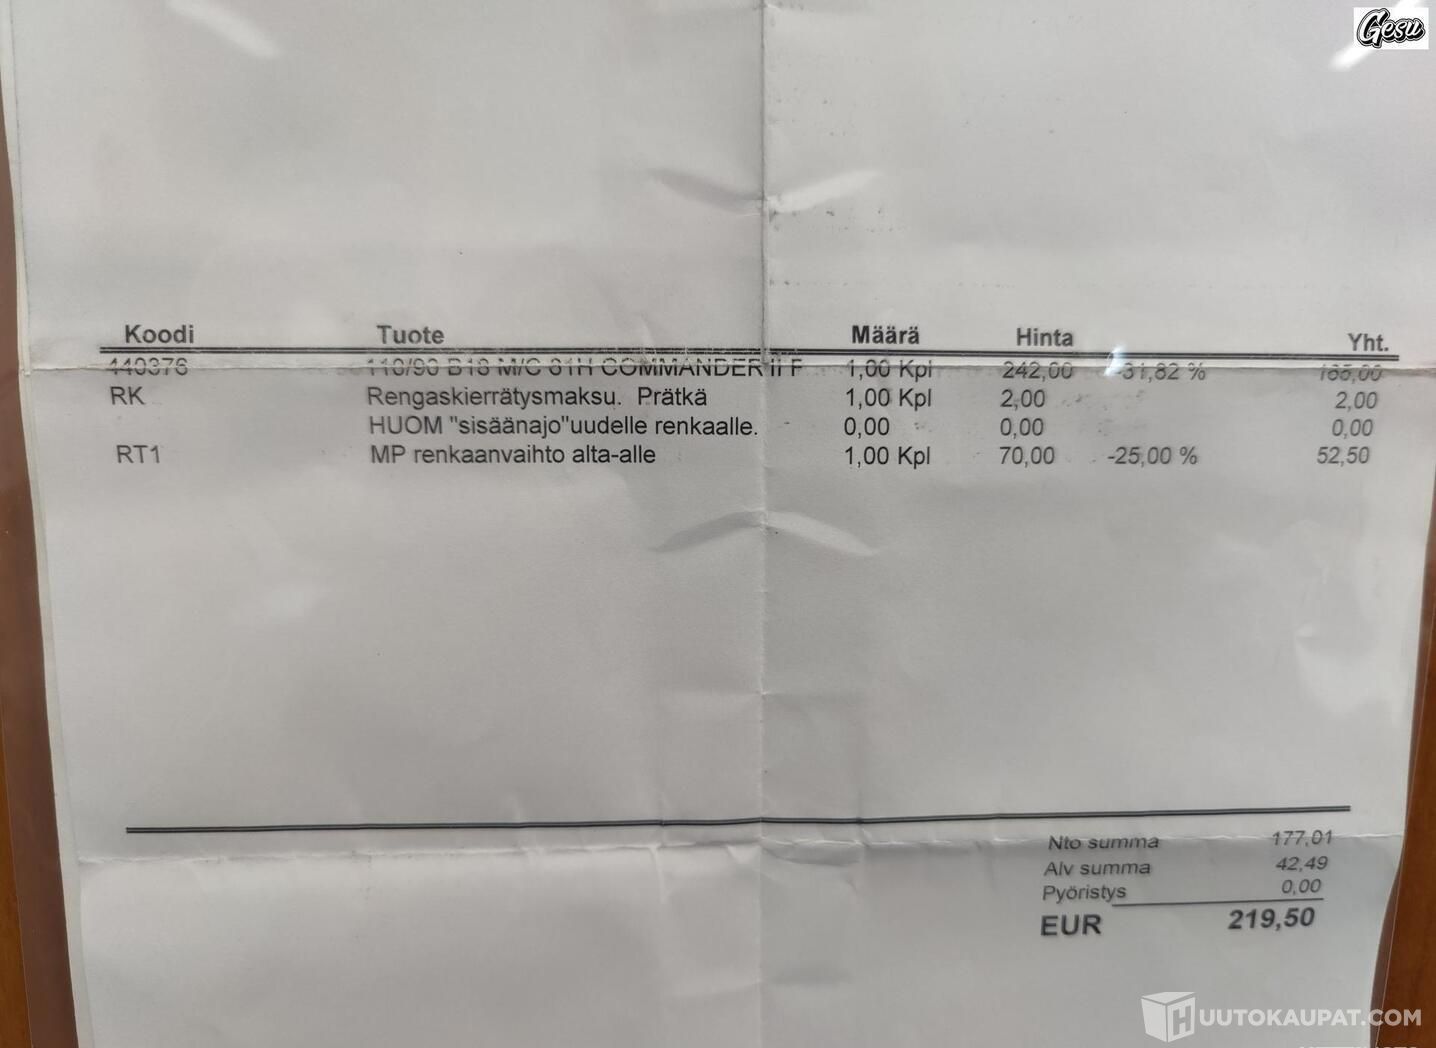 Gesu
Koodi Tuote Määrä Hinta Yht.
440376 110/90 B18 M/C 61H COMMANDER II F 1,00 Kpl 242,00 -31,82 % 165,00
RK Rengaskierrätysmaksu. Prätkä 1,00 Kpl 2,00 2,00
HUOM "sisäänajo"uudelle renkaalle. 0,00 0,00 0,00
RT1 MP renkaanvaihto alta-alle 1,00 Kpl 70,00 -25,00 % 52,50
Nto summa 177,01
Alv summa 42,49
Pyöristys 0,00
EUR 219,50
HUUTOKAUPAT.COM